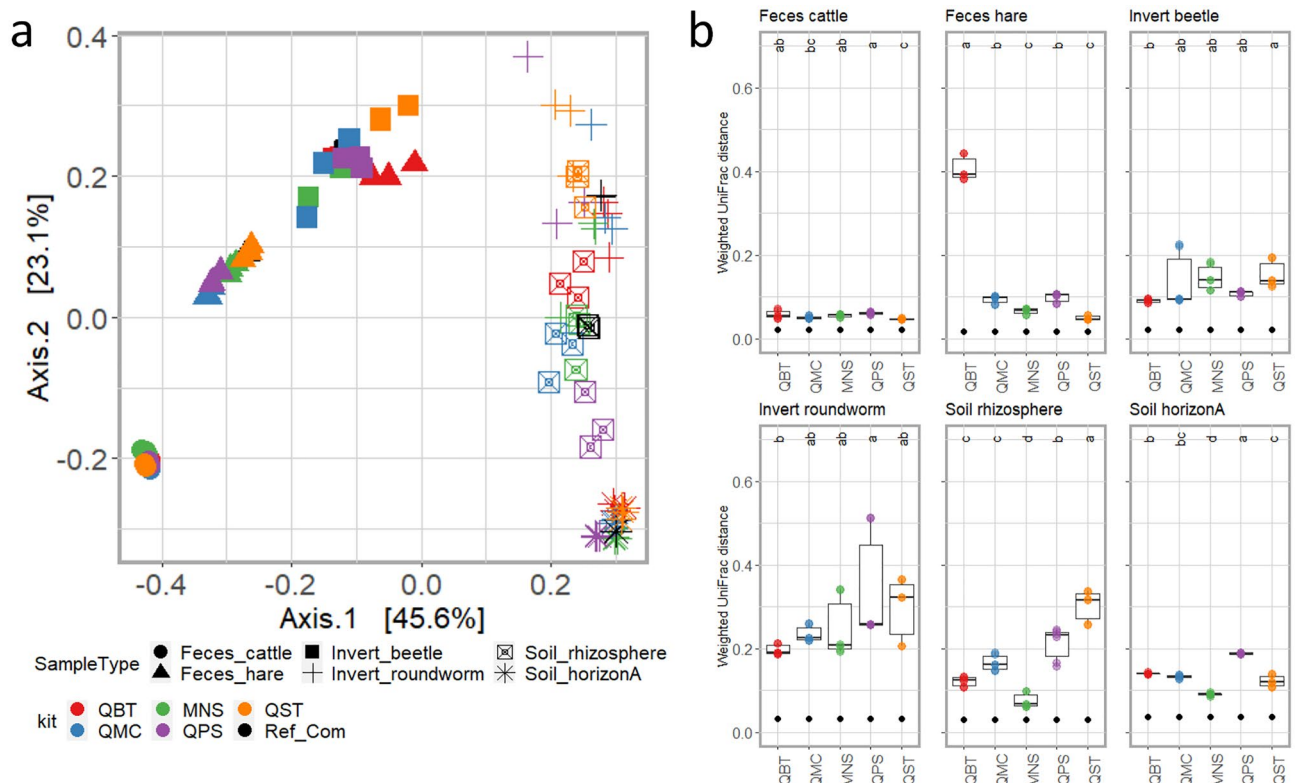 a
0.4
0.2
0.0
-0.2
Axis.2 [23.1%]
-0.4 -0.2 0.0 0.2
Axis.1 [45.6%]
SampleType Feces_cattle Invert_beetle Soil_rhizosphere
Feces_hare Invert_roundworm Soil_horizonA
kit QBT MNS QST
QMC QPS Ref_Com
b
Feces cattle Feces hare Invert beetle
ab bc ab a c a b c b c b ab ab ab a
Weighted UniFrac distance
0.6
0.4
0.2
0.0
QBT QMC MNS QPS QST QBT QMC MNS QPS QST QBT QMC MNS QPS QST
Invert roundworm Soil rhizosphere Soil horizonA
b ab ab a ab c c d b a b bc d a c
Weighted UniFrac distance
0.6
0.4
0.2
0.0
QBT QMC MNS QPS QST QBT QMC MNS QPS QST QBT QMC MNS QPS QST